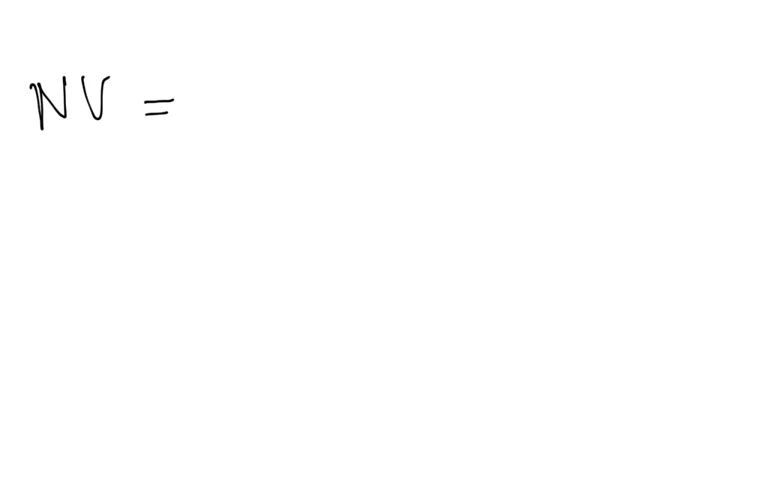 NV =